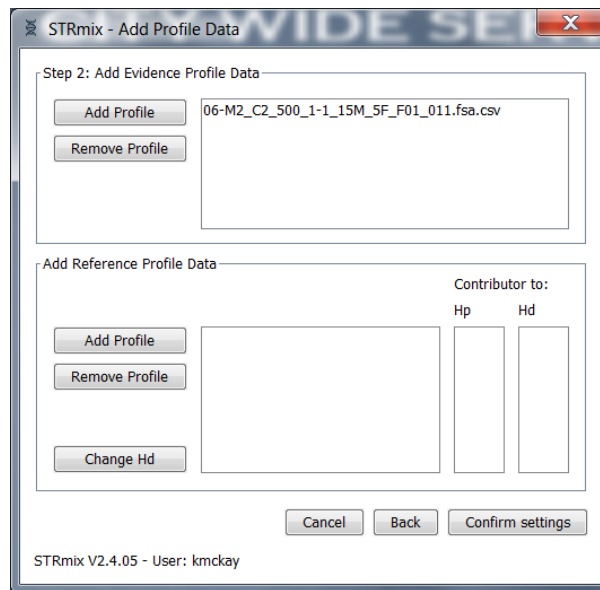 STRmix - Add Profile Data
Step 2: Add Evidence Profile Data
Add Profile
06-M2_C2_500_1-1_15M_5F_F01_011.fsa.csv
Remove Profile
Add Reference Profile Data
Contributor to:
Hp Hd
Add Profile
Remove Profile
Change Hd
Cancel Back Confirm settings
STRmix V2.4.05 - User: kmckay